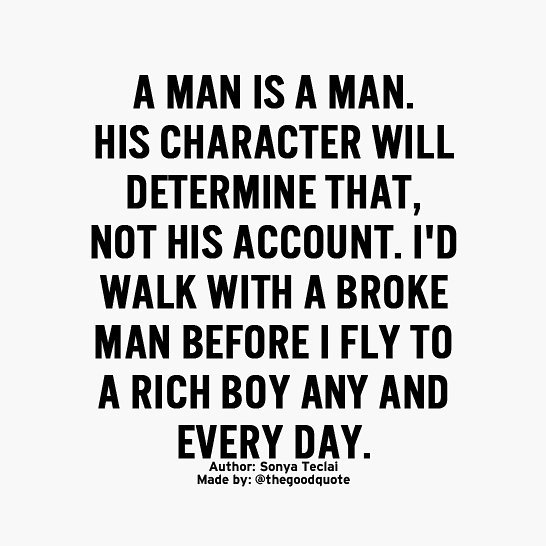 A MAN IS A MAN.
HIS CHARACTER WILL
DETERMINE THAT,
NOT HIS ACCOUNT. I'D
WALK WITH A BROKE
MAN BEFORE I FLY TO
A RICH BOY ANY AND
EVERY DAY.
Author: Sonya Teclai
Made by: @thegoodquote